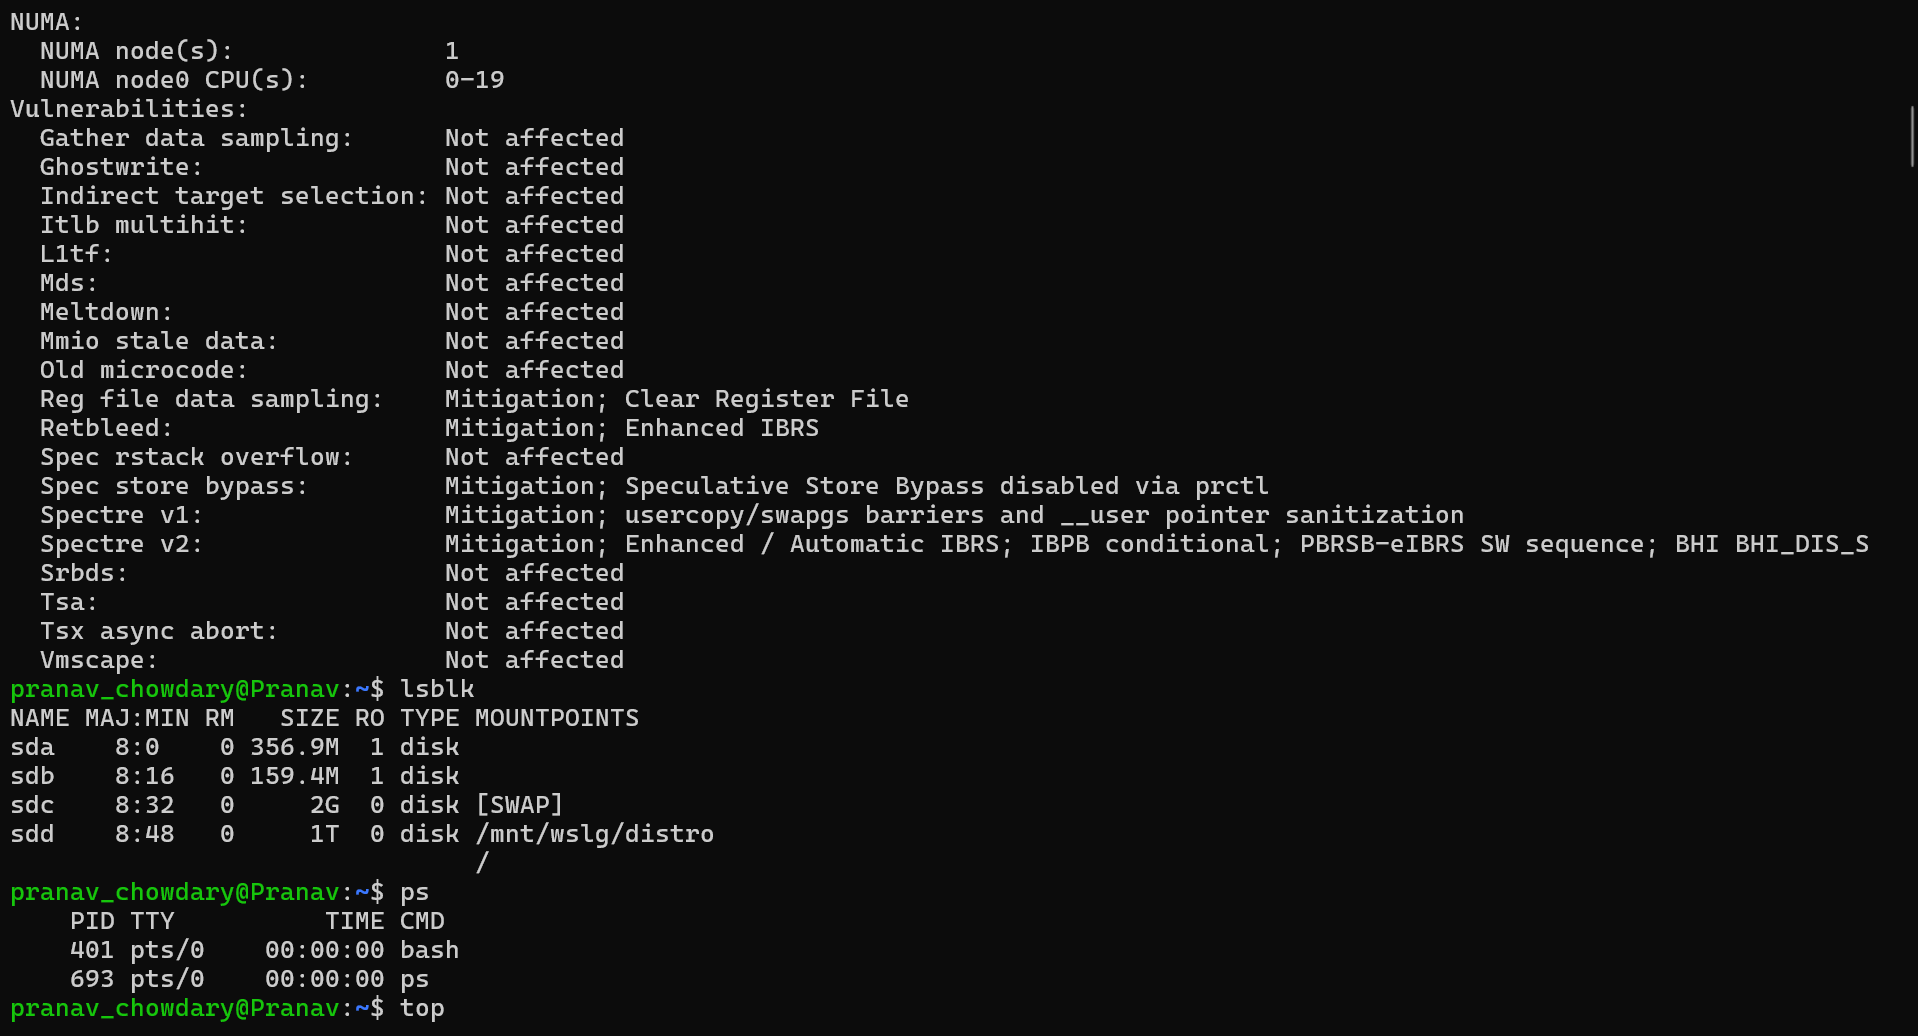 NUMA:
  NUMA node(s):              1
  NUMA node0 CPU(s):         0-19
Vulnerabilities:
  Gather data sampling:      Not affected
  Ghostwrite:                Not affected
  Indirect target selection: Not affected
  Itlb multihit:             Not affected
  L1tf:                      Not affected
  Mds:                       Not affected
  Meltdown:                  Not affected
  Mmio stale data:           Not affected
  Old microcode:             Not affected
  Reg file data sampling:    Mitigation; Clear Register File
  Retbleed:                  Mitigation; Enhanced IBRS
  Spec rstack overflow:      Not affected
  Spec store bypass:         Mitigation; Speculative Store Bypass disabled via prctl
  Spectre v1:                Mitigation; usercopy/swapgs barriers and __user pointer sanitization
  Spectre v2:                Mitigation; Enhanced / Automatic IBRS; IBPB conditional; PBRSB-eIBRS SW sequence; BHI BHI_DIS_S
  Srbds:                     Not affected
  Tsa:                       Not affected
  Tsx async abort:           Not affected
  Vmscape:                   Not affected
pranav_chowdary@Pranav:~$ lsblk
NAME MAJ:MIN RM   SIZE RO TYPE MOUNTPOINTS
sda    8:0    0 356.9M  1 disk
sdb    8:16   0 159.4M  1 disk
sdc    8:32   0     2G  0 disk [SWAP]
sdd    8:48   0     1T  0 disk /mnt/wslg/distro
                               /
pranav_chowdary@Pranav:~$ ps
    PID TTY          TIME CMD
    401 pts/0    00:00:00 bash
    693 pts/0    00:00:00 ps
pranav_chowdary@Pranav:~$ top